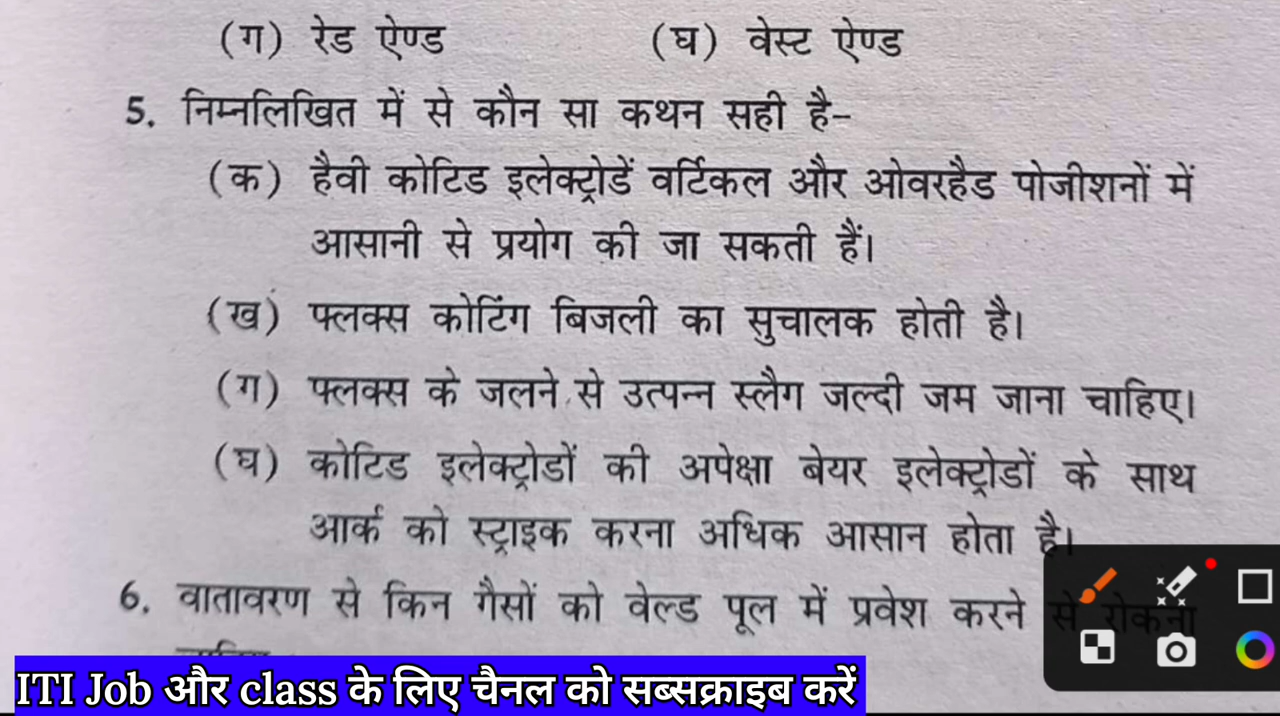 (ग) रेड ऐण्ड (घ) वेस्ट ऐण्ड
5. निम्नलिखित में से कौन सा कथन सही है-
(क) हैवी कोटिड इलेक्ट्रोडें वर्टिकल और ओवरहैड पोजीशनों में
आसानी से प्रयोग की जा सकती हैं।
(ख) फ्लक्स कोटिंग बिजली का सुचालक होती है।
(ग) फ्लक्स के जलने से उत्पन्न स्लैग जल्दी जम जाना चाहिए।
(घ) कोटिड इलेक्ट्रोडों की अपेक्षा बेयर इलेक्ट्रोडों के साथ
आर्क को स्ट्राइक करना अधिक आसान होता है।
6. वातावरण से किन गैसों को वेल्ड पूल में प्रवेश करने से रोकना
ITI Job और class के लिए चैनल को सब्सक्राइब करें